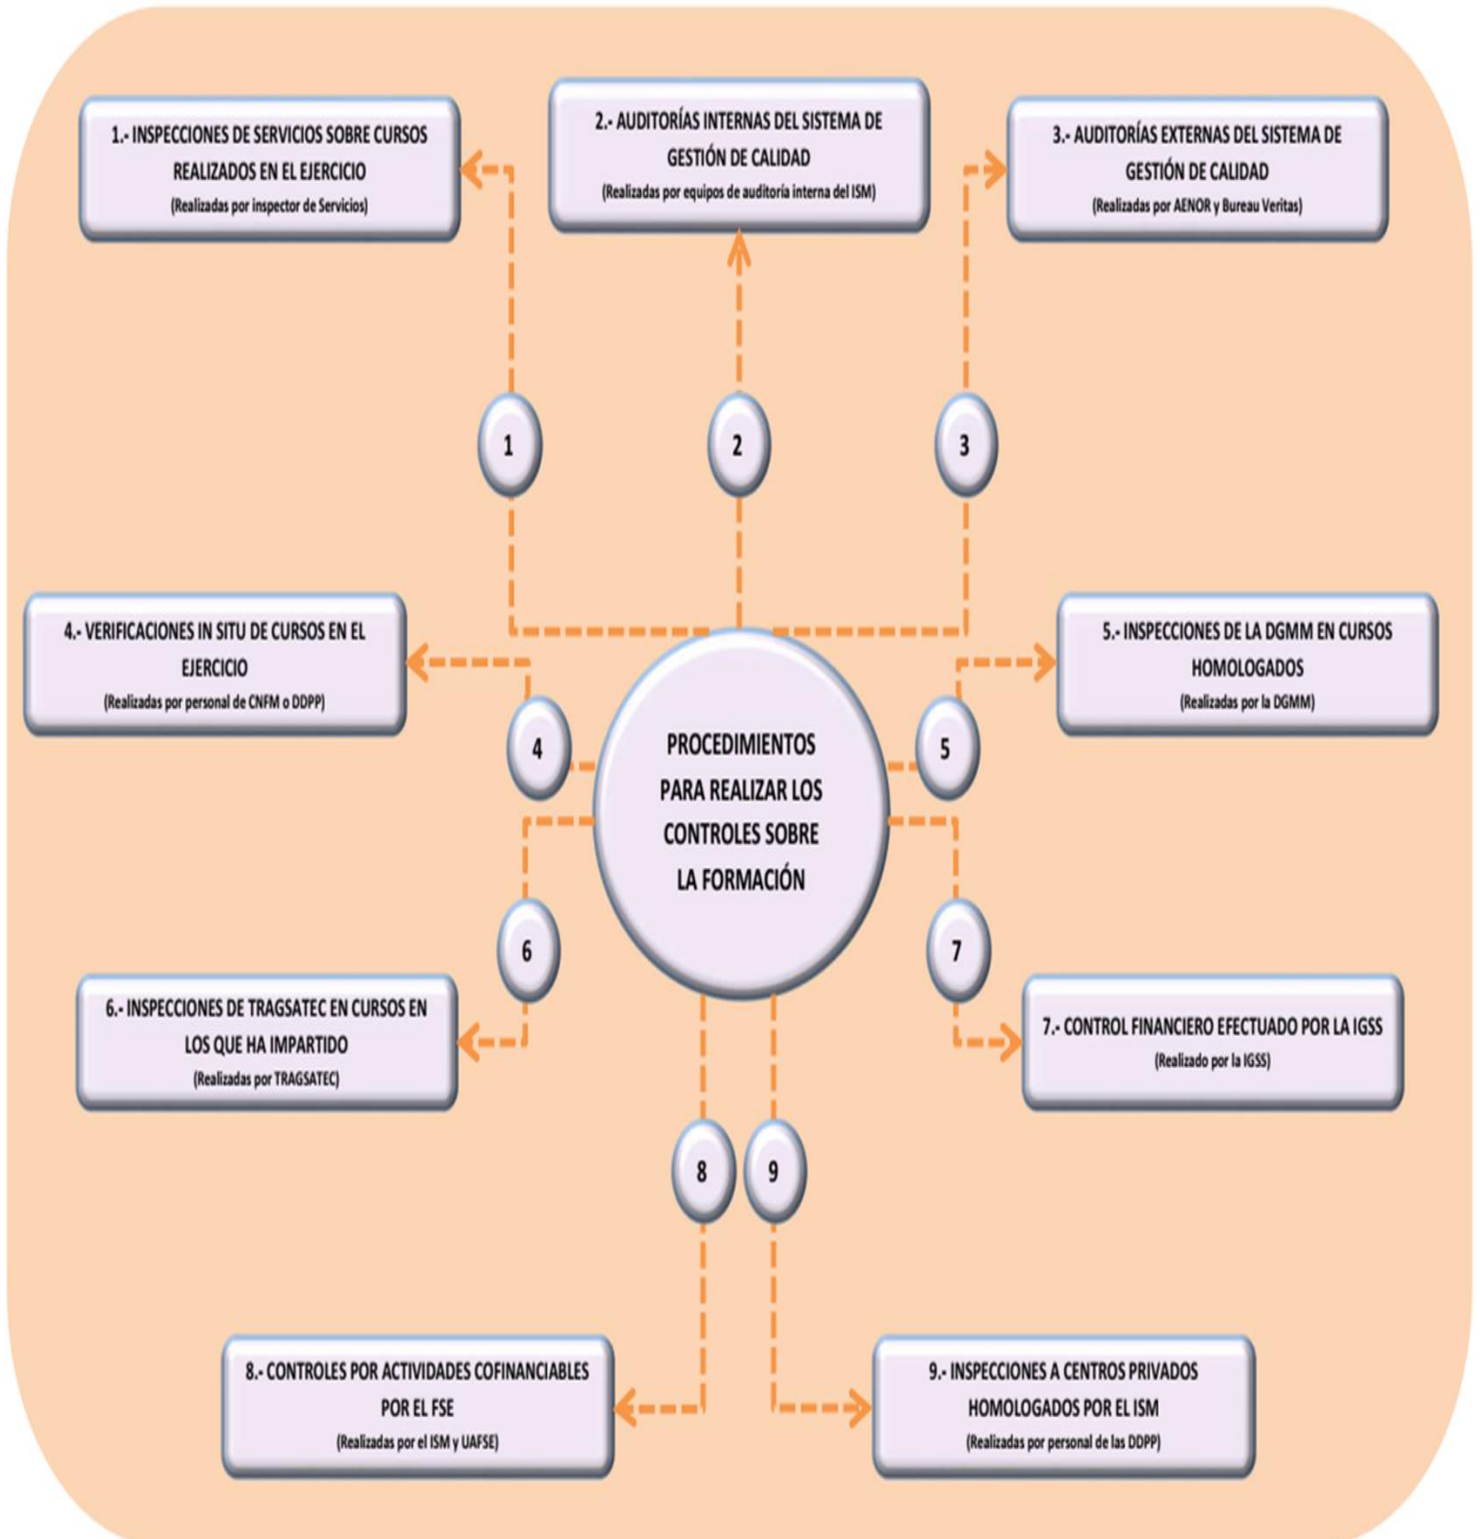 1.- INSPECCIONES DE SERVICIOS SOBRE CURSOS
REALIZADOS EN EL EJERCICIO
(Realizadas por inspector de Servicios)
2.- AUDITORÍAS INTERNAS DEL SISTEMA DE
GESTIÓN DE CALIDAD
(Realizadas por equipos de auditoría interna del ISM)
3.- AUDITORÍAS EXTERNAS DEL SISTEMA DE
GESTIÓN DE CALIDAD
(Realizadas por AENOR y Bureau Veritas)
1
2
3
4.- VERIFICACIONES IN SITU DE CURSOS EN EL
EJERCICIO
(Realizadas por personal de CNFM o DDPP)
5.- INSPECCIONES DE LA DGMM EN CURSOS
HOMOLOGADOS
(Realizadas por la DGMM)
4
5
PROCEDIMIENTOS
PARA REALIZAR LOS
CONTROLES SOBRE
LA FORMACIÓN
6
7
6.- INSPECCIONES DE TRAGSATEC EN CURSOS EN
LOS QUE HA IMPARTIDO
(Realizadas por TRAGSATEC)
7.- CONTROL FINANCIERO EFECTUADO POR LA IGSS
(Realizado por la IGSS)
8
9
8.- CONTROLES POR ACTIVIDADES COFINANCIABLES
POR EL FSE
(Realizadas por el ISM y UAFSE)
9.- INSPECCIONES A CENTROS PRIVADOS
HOMOLOGADOS POR EL ISM
(Realizadas por personal de las DDPP)